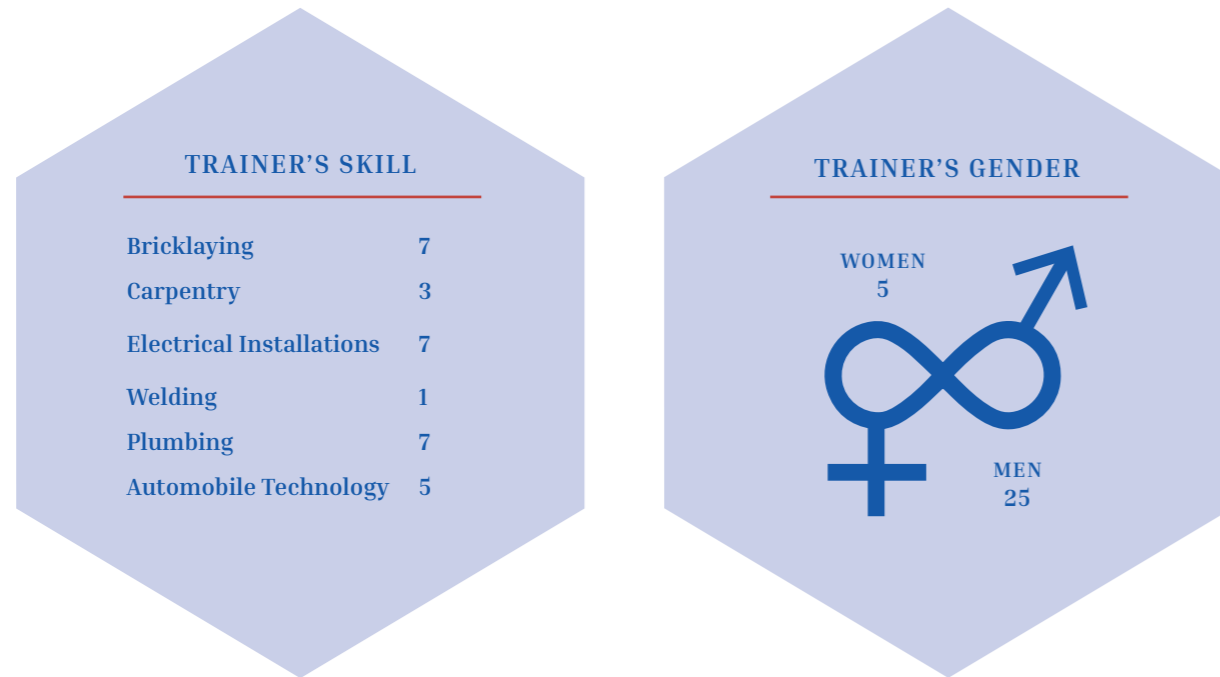 TRAINER’S SKILL
Bricklaying 7
Carpentry 3
Electrical Installations 7
Welding 1
Plumbing 7
Automobile Technology 5
TRAINER’S GENDER
WOMEN
5
MEN
25